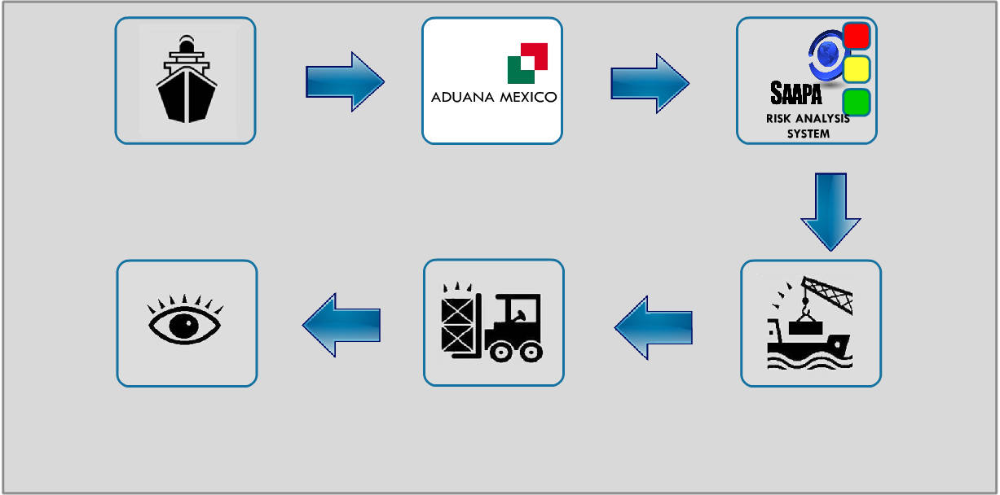 ADUANA MEXICO
SAAPA
RISK ANALYSIS
SYSTEM